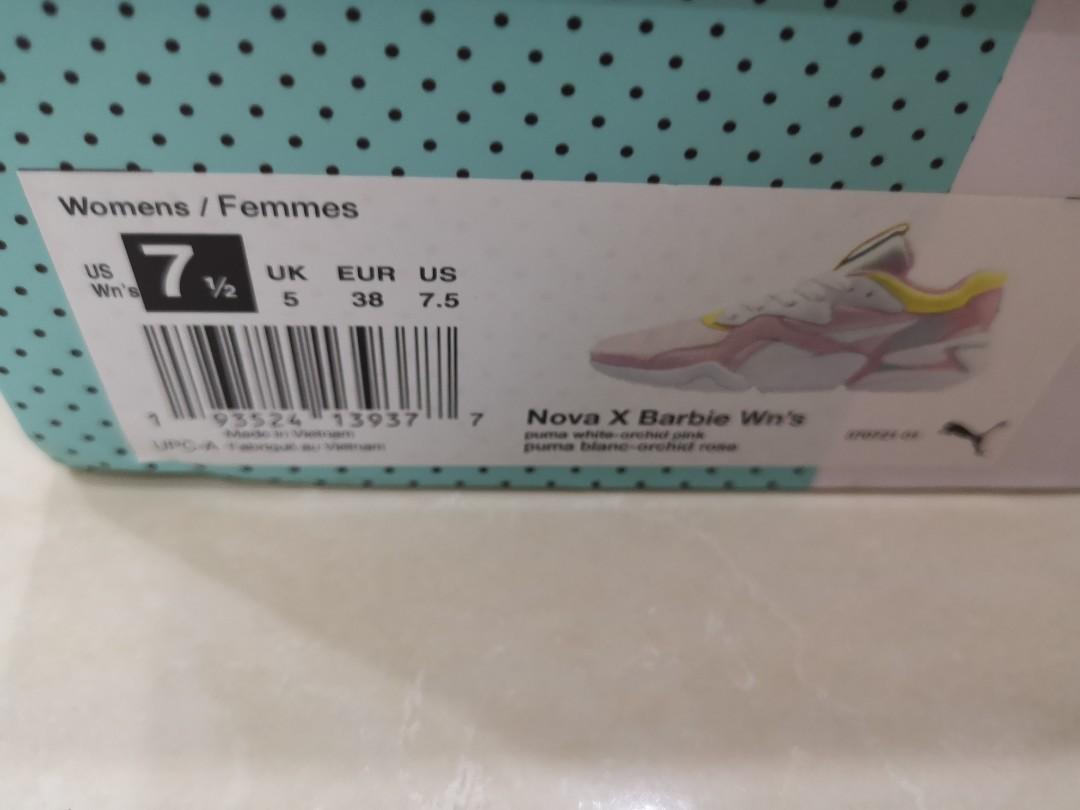 Womens / Femmes
US Wn's 7 ½
UK EUR US
5 38 7.5
1 93524 13937 7
Made in Vietnam
UPC-A Fabriqué au Vietnam
Nova X Barbie Wn's
puma white-orchid pink
puma blanc-orchid rose